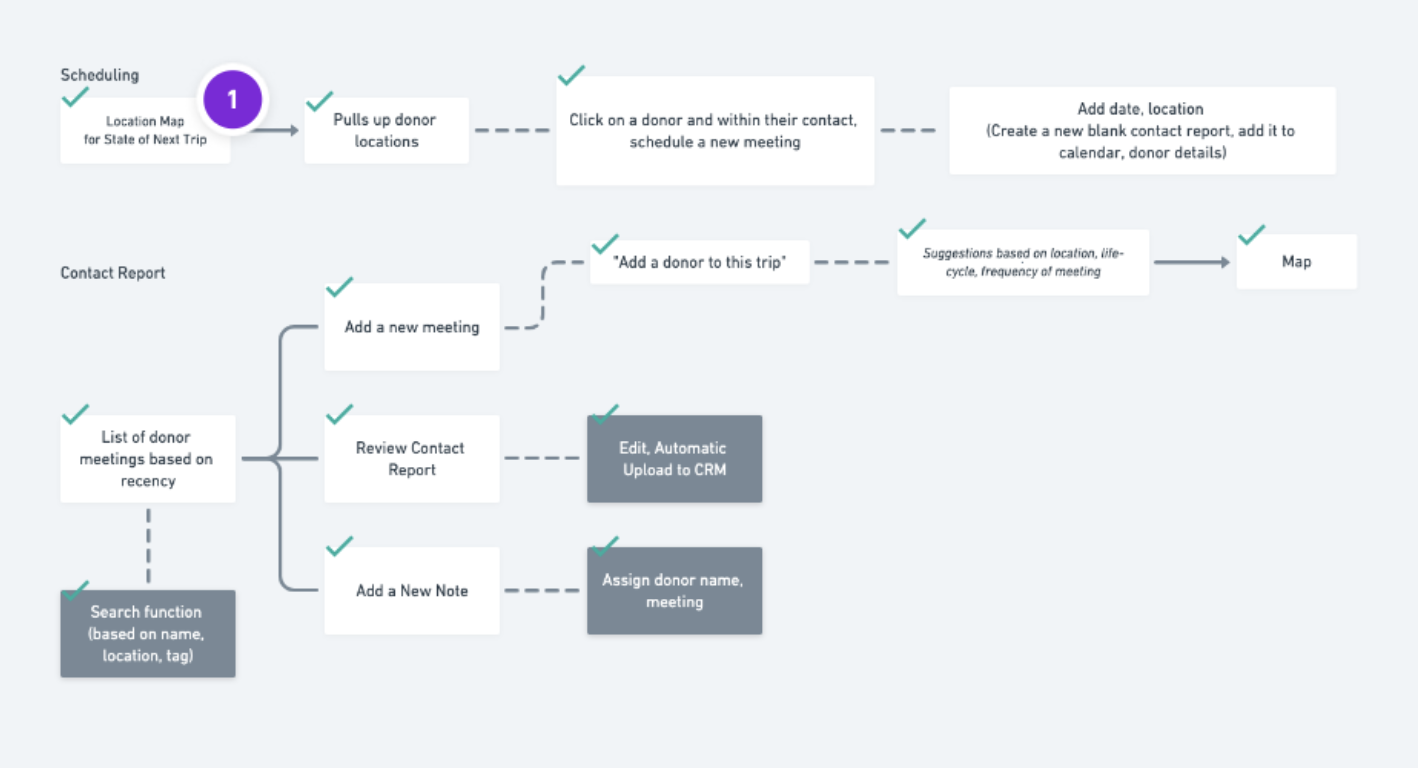 Scheduling
1
Location Map
for State of Next Trip
Pulls up donor
locations
Click on a donor and within their contact,
schedule a new meeting
Add date, location
(Create a new blank contact report, add it to
calendar, donor details)
Contact Report
"Add a donor to this trip"
Suggestions based on location, life-
cycle, frequency of meeting
Map
Add a new meeting
List of donor
meetings based on
recency
Review Contact
Report
Edit, Automatic
Upload to CRM
Add a New Note
Assign donor name,
meeting
Search function
(based on name,
location, tag)